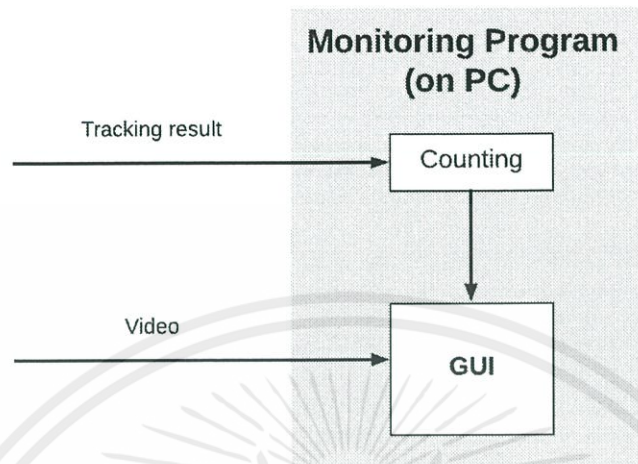 Monitoring Program
(on PC)
Tracking result
Counting
Video
GUI